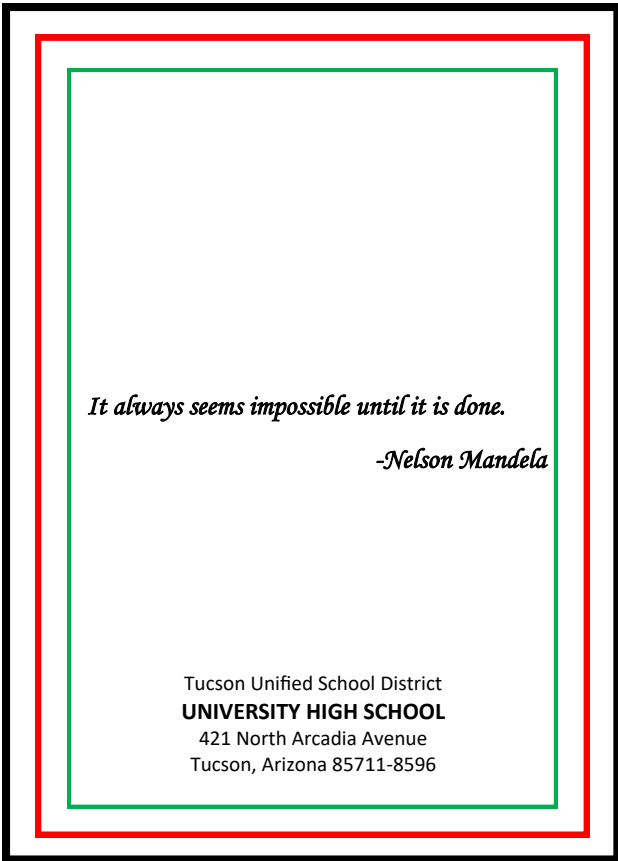 It always seems impossible until it is done.
-Nelson Mandela
Tucson Unified School District
UNIVERSITY HIGH SCHOOL
421 North Arcadia Avenue
Tucson, Arizona 85711-8596